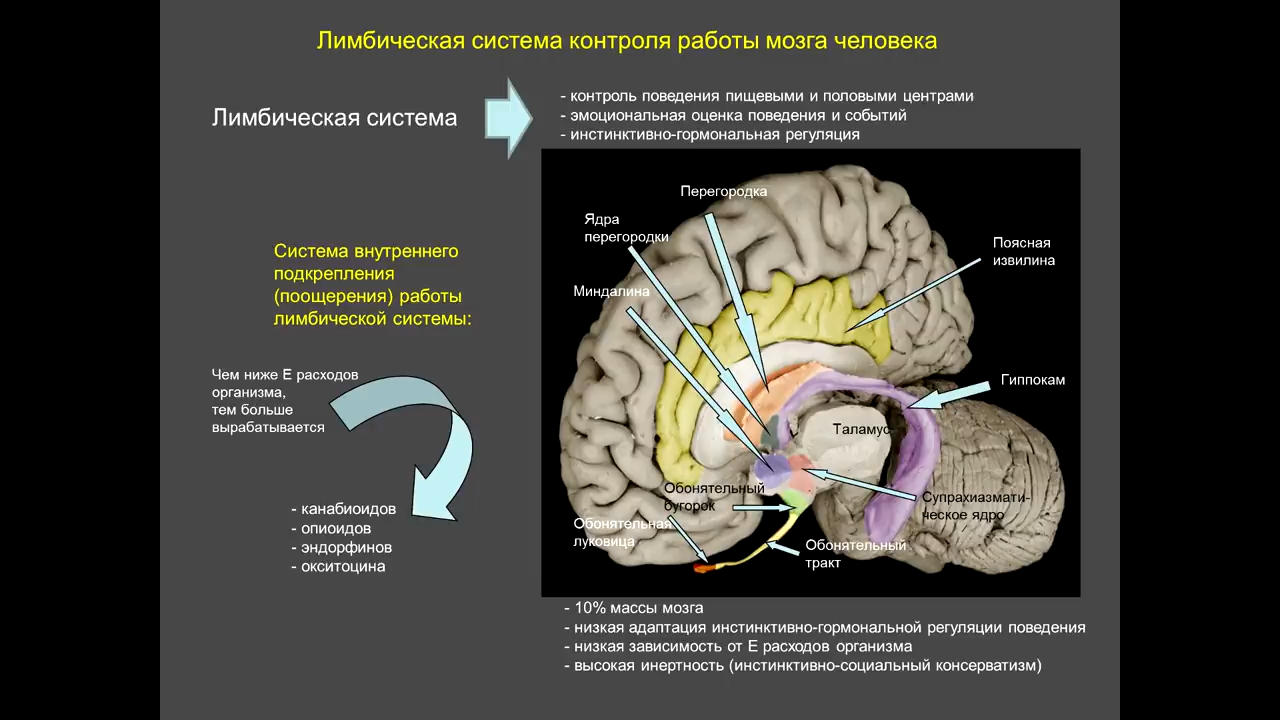 Лимбическая система контроля работы мозга человека
Лимбическая система
- контроль поведения пищевыми и половыми центрами
- эмоциональная оценка поведения и событий
- инстинктивно-гормональная регуляция
Перегородка
Ядра
перегородки
Миндалина
Поясная
извилина
Гиппокам
Таламус
Супрахиазмати-
ческое ядро
Обонятельный
бугорок
Обонятельная
луковица
Обонятельный
тракт
Система внутреннего
подкрепления
(поощрения) работы
лимбической системы:
Чем ниже Е расходов
организма,
тем больше
вырабатывается
- канабиоидов
- опиоидов
- эндорфинов
- окситоцина
- 10% массы мозга
- низкая адаптация инстинктивно-гормональной регуляции поведения
- низкая зависимость от Е расходов организма
- высокая инертность (инстинктивно-социальный консерватизм)